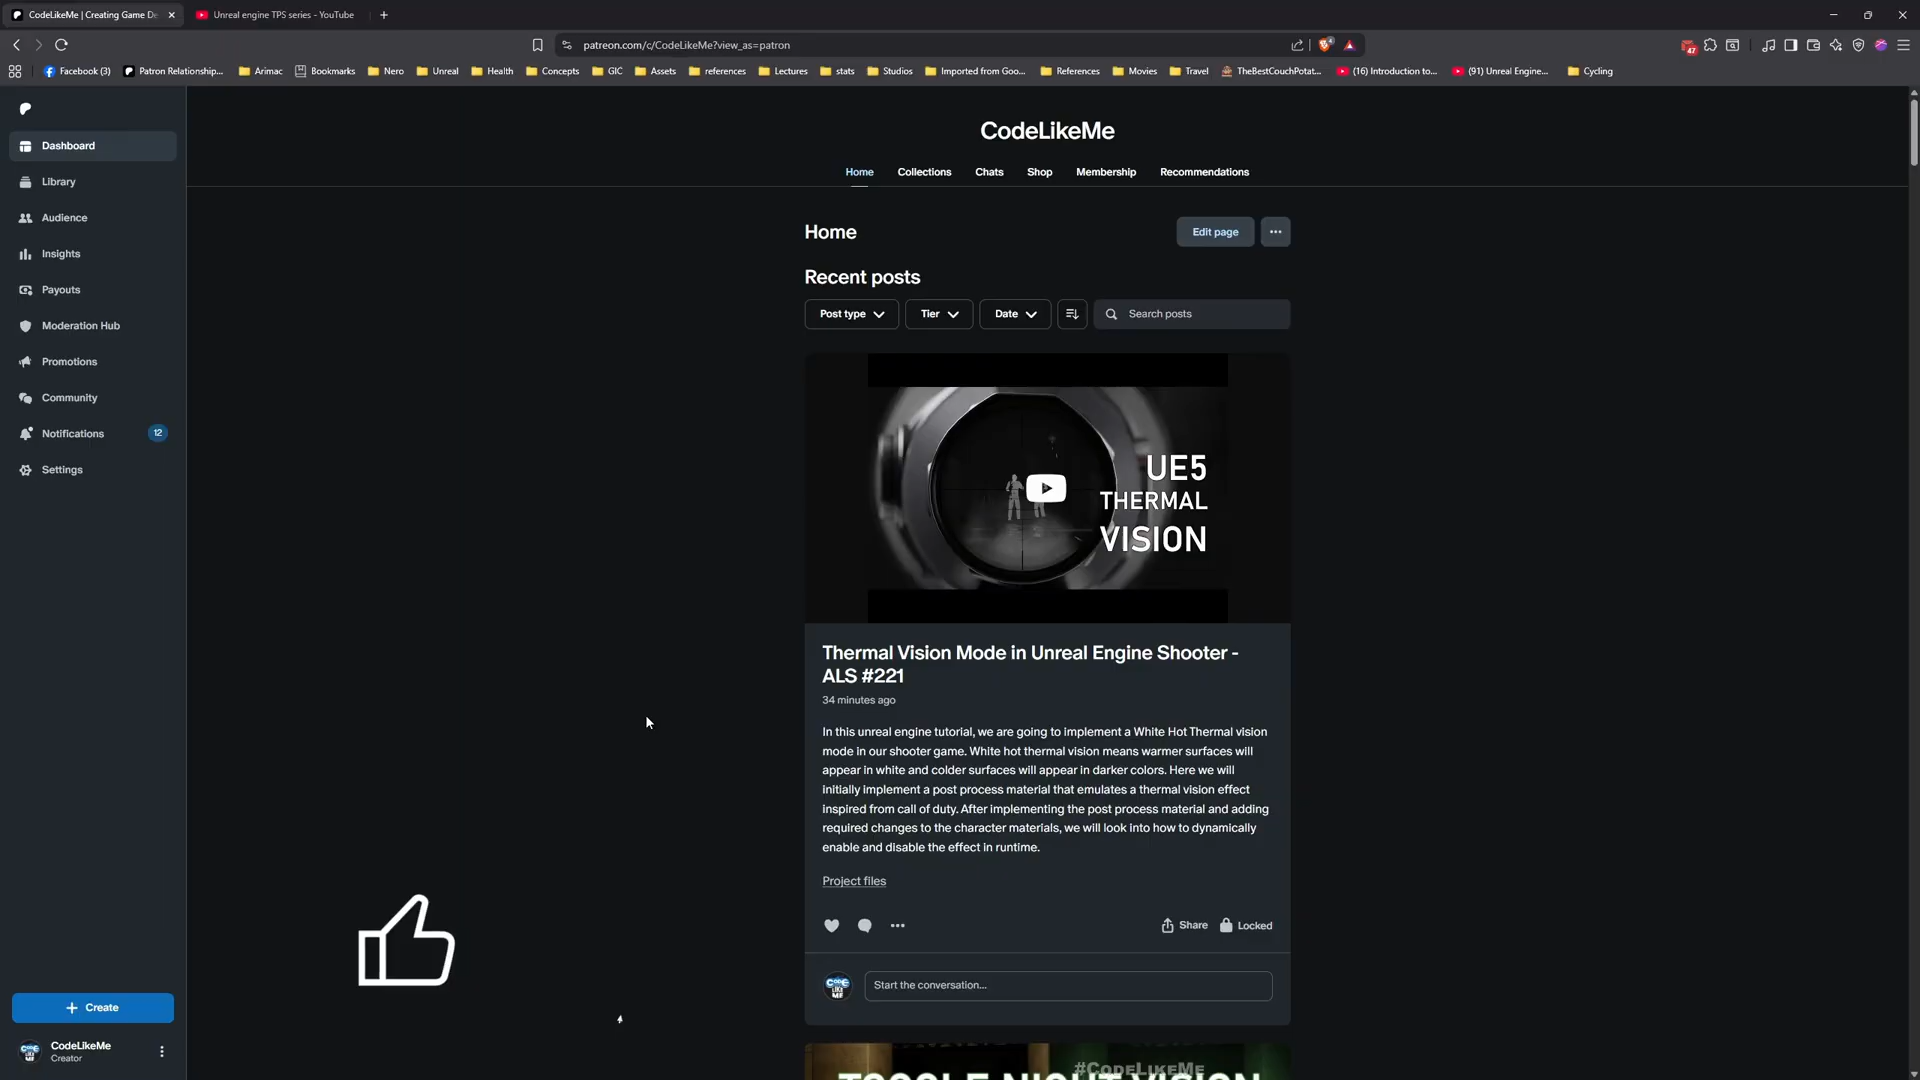 CodeLikeMe | Creating Game De
Unreal engine TPS series - YouTube
patreon.com/c/CodeLikeMe?view_as=patron
47
4
Facebook (3)
Patron Relationship...
Arimac
Bookmarks
Nero
Unreal
Health
Concepts
GIC
Assets
references
Lectures
stats
Studios
Imported from Goo...
References
Movies
Travel
TheBestCouchPotat...
(16) Introduction to...
(91) Unreal Engine...
Cycling
Dashboard
Library
Audience
Insights
Payouts
Moderation Hub
Promotions
Community
Notifications
12
Settings
Create
CodeLikeMe
Creator
CodeLikeMe
Home
Collections
Chats
Shop
Membership
Recommendations
Home
Edit page
Recent posts
Post type
Tier
Date
Search posts
UE5
THERMAL
VISION
Thermal Vision Mode in Unreal Engine Shooter -
ALS #221
34 minutes ago
In this unreal engine tutorial, we are going to implement a White Hot Thermal vision
mode in our shooter game. White hot thermal vision means warmer surfaces will
appear in white and colder surfaces will appear in darker colors. Here we will
initially implement a post process material that emulates a thermal vision effect
inspired from call of duty. After implementing the post process material and adding
required changes to the character materials, we will look into how to dynamically
enable and disable the effect in runtime.
Project files
Share
Locked
CODE
LIKE
ME
Start the conversation...
#CodeLikeMe
TOGGLE NIGHT VISION